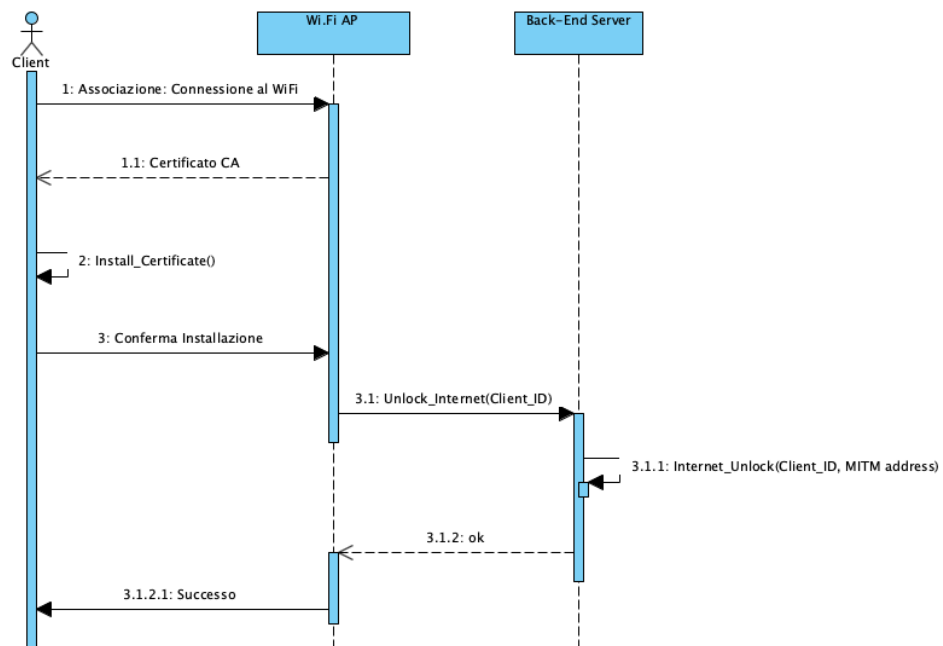 Wi.Fi AP
Back-End Server
Client
1: Associazione: Connessione al WiFi
1.1: Certificato CA
2: Install_Certificate()
3: Conferma Installazione
3.1: Unlock_Internet(Client_ID)
3.1.1: Internet_Unlock(Client_ID, MITM address)
3.1.2: ok
3.1.2.1: Successo